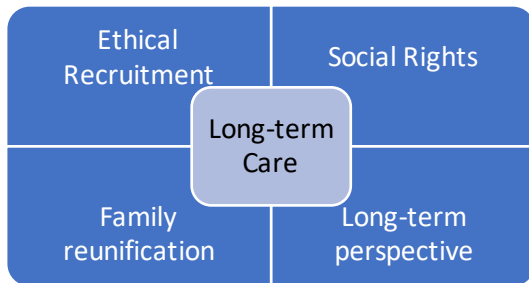 Ethical
Recruitment
Social Rights
Long-term
Care
Family
reunification
Long-term
perspective